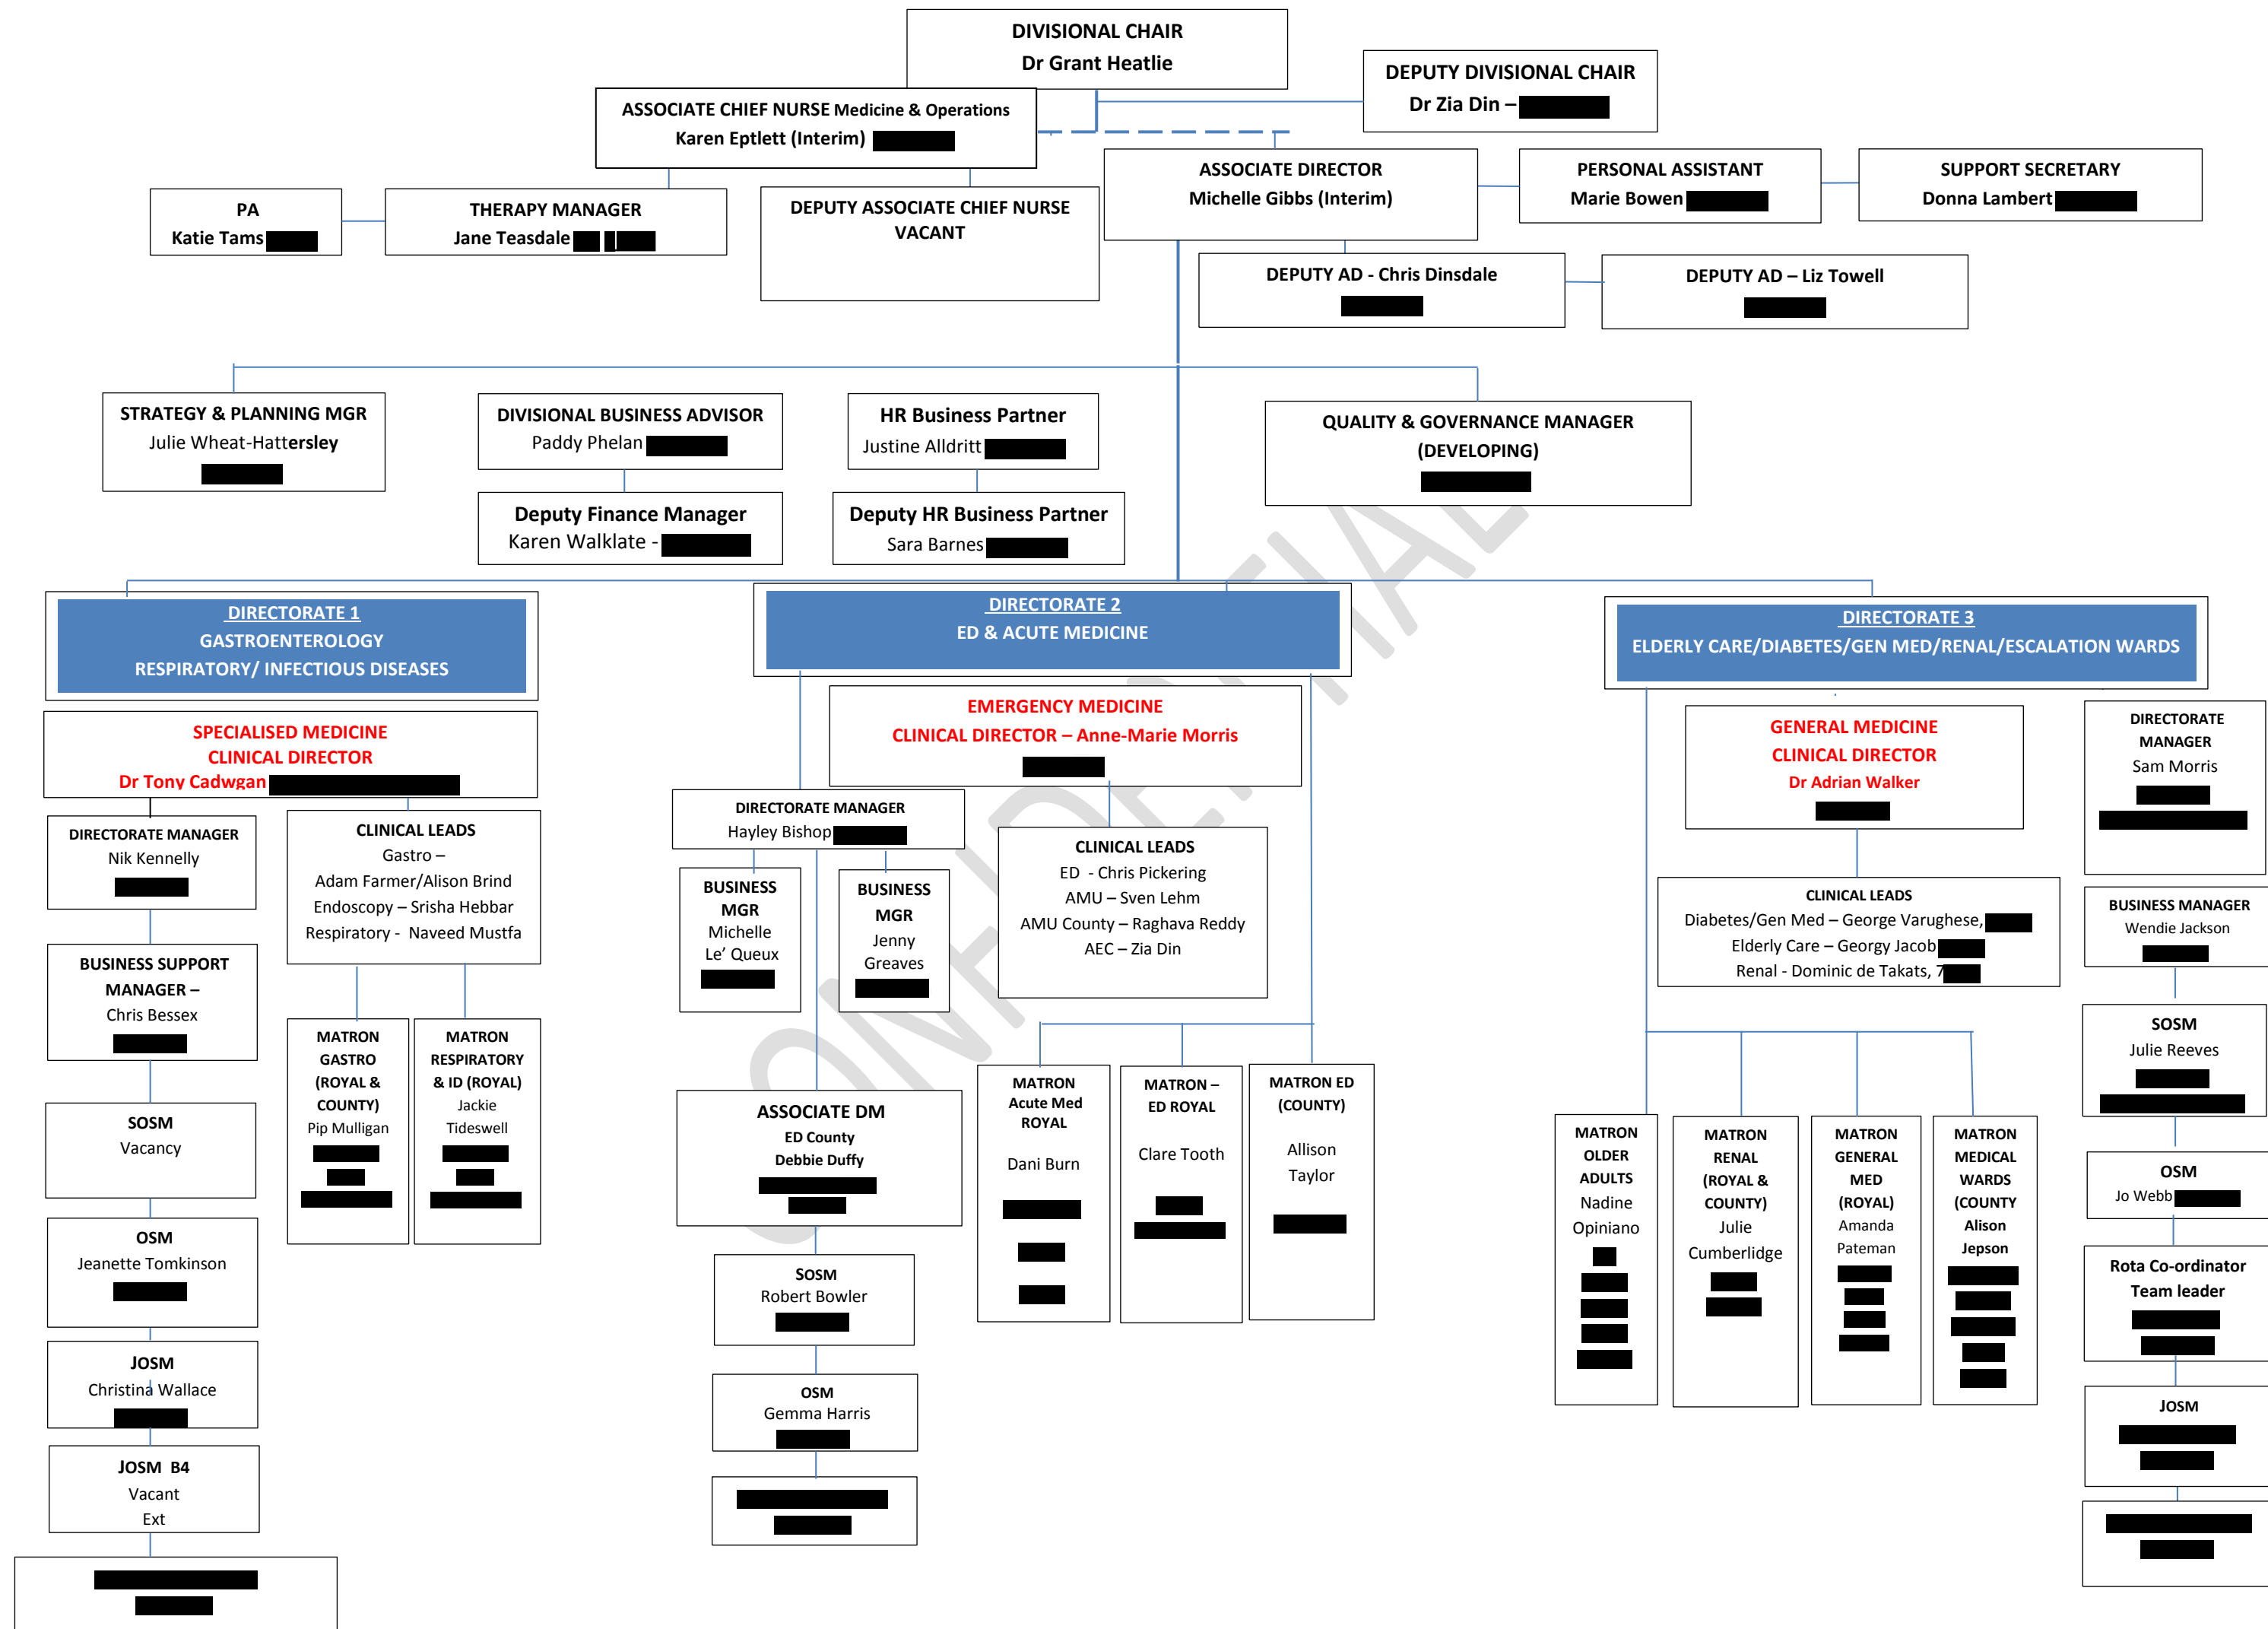 DIVISIONAL CHAIR
Dr Grant Heatlie
DEPUTY DIVISIONAL CHAIR
Dr Zia Din –
ASSOCIATE CHIEF NURSE Medicine & Operations
Karen Eptlett (Interim)
ASSOCIATE DIRECTOR
Michelle Gibbs (Interim)
PERSONAL ASSISTANT
Marie Bowen
SUPPORT SECRETARY
Donna Lambert
PA
Katie Tams
THERAPY MANAGER
Jane Teasdale
DEPUTY ASSOCIATE CHIEF NURSE
VACANT
DEPUTY AD - Chris Dinsdale
DEPUTY AD – Liz Towell
STRATEGY & PLANNING MGR
Julie Wheat-Hattersley
DIVISIONAL BUSINESS ADVISOR
Paddy Phelan
HR Business Partner
Justine Alldritt
QUALITY & GOVERNANCE MANAGER
(DEVELOPING)
Deputy Finance Manager
Karen Walklate -
Deputy HR Business Partner
Sara Barnes
CONFIDENTIAL
DIRECTORATE 1
GASTROENTEROLOGY
RESPIRATORY/ INFECTIOUS DISEASES
SPECIALISED MEDICINE
CLINICAL DIRECTOR
Dr Tony Cadwgan
DIRECTORATE MANAGER
Nik Kennelly
CLINICAL LEADS
Gastro –
Adam Farmer/Alison Brind
Endoscopy – Srisha Hebbar
Respiratory - Naveed Mustfa
BUSINESS SUPPORT
MANAGER –
Chris Bessex
MATRON
GASTRO
(ROYAL &
COUNTY)
Pip Mulligan
MATRON
RESPIRATORY
& ID (ROYAL)
Jackie
Tideswell
SOSM
Vacancy
OSM
Jeanette Tomkinson
JOSM
Christina Wallace
JOSM B4
Vacant
Ext
DIRECTORATE 2
ED & ACUTE MEDICINE
EMERGENCY MEDICINE
CLINICAL DIRECTOR – Anne-Marie Morris
DIRECTORATE MANAGER
Hayley Bishop
BUSINESS
MGR
Michelle
Le’ Queux
BUSINESS
MGR
Jenny
Greaves
CLINICAL LEADS
ED - Chris Pickering
AMU – Sven Lehm
AMU County – Raghava Reddy
AEC – Zia Din
ASSOCIATE DM
ED County
Debbie Duffy
MATRON
Acute Med
ROYAL
Dani Burn
MATRON –
ED ROYAL
Clare Tooth
MATRON ED
(COUNTY)
Allison
Taylor
SOSM
Robert Bowler
OSM
Gemma Harris
DIRECTORATE 3
ELDERLY CARE/DIABETES/GEN MED/RENAL/ESCALATION WARDS
GENERAL MEDICINE
CLINICAL DIRECTOR
Dr Adrian Walker
DIRECTORATE
MANAGER
Sam Morris
CLINICAL LEADS
Diabetes/Gen Med – George Varughese,
Elderly Care – Georgy Jacob
Renal - Dominic de Takats, 7
BUSINESS MANAGER
Wendie Jackson
SOSM
Julie Reeves
MATRON
OLDER
ADULTS
Nadine
Opiniano
MATRON
RENAL
(ROYAL &
COUNTY)
Julie
Cumberlidge
MATRON
GENERAL
MED
(ROYAL)
Amanda
Pateman
MATRON
MEDICAL
WARDS
(COUNTY
Alison
Jepson
OSM
Jo Webb
Rota Co-ordinator
Team leader
JOSM